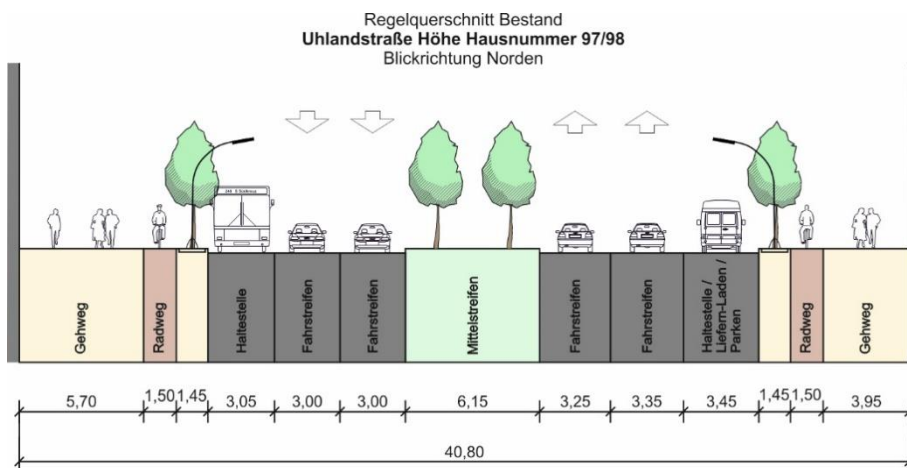 Regelquerschnitt Bestand
Uhlandstraße Höhe Hausnummer 97/98
Blickrichtung Norden
Gehweg
Radweg
Haltestelle
Fahrstreifen
Fahrstreifen
Mittelstreifen
Fahrstreifen
Fahrstreifen
Haltestelle /
Liefern-Laden /
Parken
Radweg
Gehweg
5,70 1,50 1,45 3,05 3,00 3,00 6,15 3,25 3,35 3,45 1,45 1,50 3,95
40,80